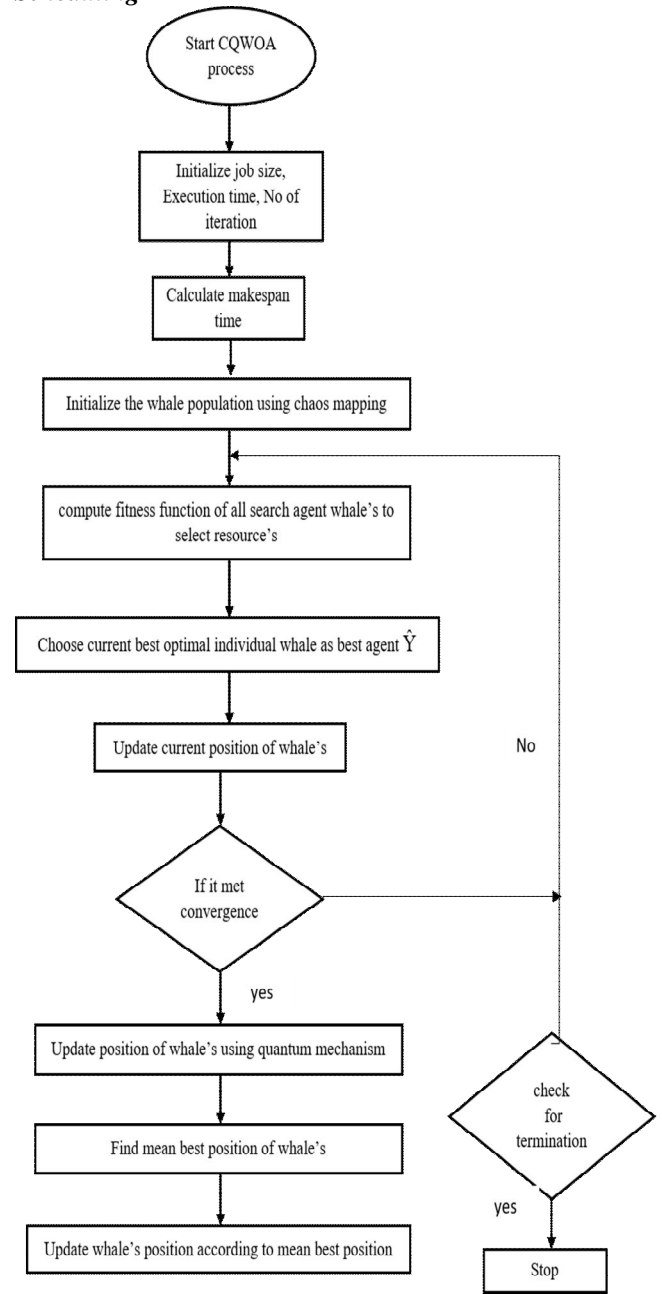 Start CQWOA
process
Initialize job size,
Execution time, No of
iteration
Calculate makespan
time
Initialize the whale population using chaos mapping
compute fitness function of all search agent whale's to
select resource's
Choose current best optimal individual whale as best agent Ŷ
Update current position of whale's
No
If it met
convergence
yes
Update position of whale's using quantum mechanism
Find mean best position of whale's
Update whale's position according to mean best position
check
for
termination
yes
Stop